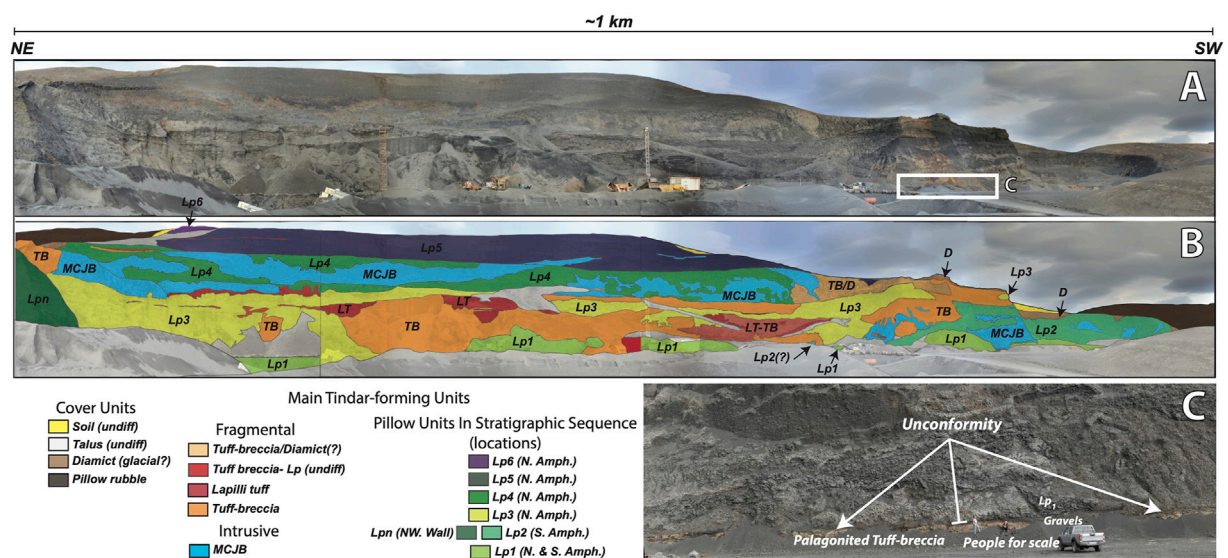 ~1 km
NE
SW
A
C
Lp6
B
D
Lp3
TB
Lp5
MCJB
Lp4
Lp4
MCJB
Lp4
MCJB
TB/D
D
Lpn
Lp3
LT
LT
TB
TB
Lp3
LT-TB
Lp3
TB
MCJB
Lp2
Lp1
Lp1
Lp1
Lp2(?)
Lp1
Cover Units
Soil (undiff)
Talus (undiff)
Diamict (glacial?)
Pillow rubble
Main Tindar-forming Units
Fragmental
Tuff-breccia/Diamict(?)
Tuff breccia- Lp (undiff)
Lapilli tuff
Tuff-breccia
Intrusive
MCJB
Pillow Units In Stratigraphic Sequence
(locations)
Lp6 (N. Amph.)
Lp5 (N. Amph.)
Lp4 (N. Amph.)
Lp3 (N. Amph.)
Lpn (NW. Wall)
Lp2 (S. Amph.)
Lp1 (N. & S. Amph.)
C
Unconformity
Lp1
Gravels
Palagonited Tuff-breccia
People for scale